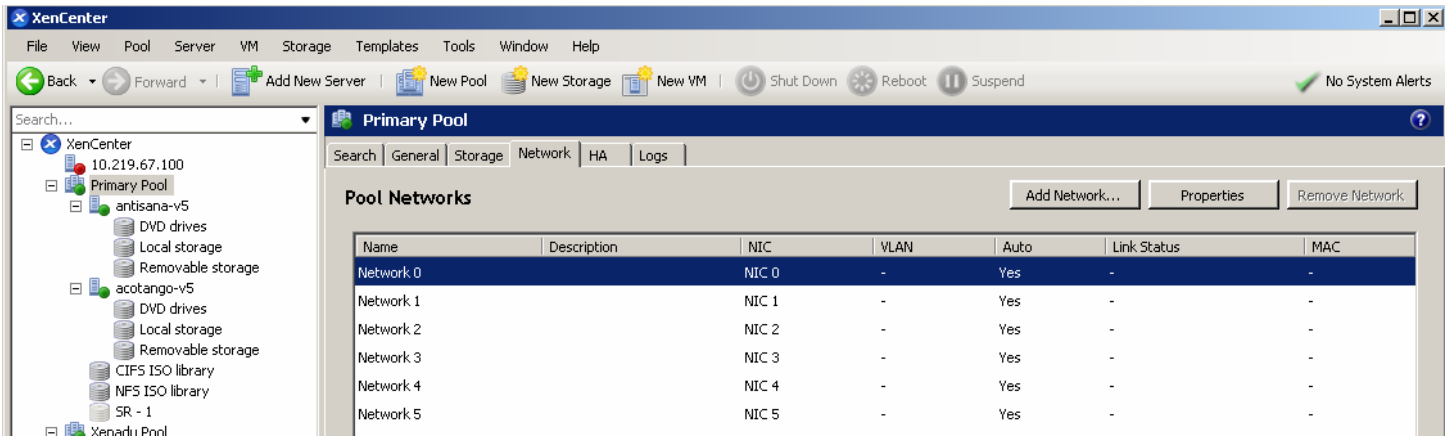 XenCenter
File View Pool Server VM Storage Templates Tools Window Help
Back Forward Add New Server New Pool New Storage New VM Shut Down Reboot Suspend No System Alerts
Search...
XenCenter
10.219.67.100
Primary Pool
antisana-v5
DVD drives
Local storage
Removable storage
acotango-v5
DVD drives
Local storage
Removable storage
CIFS ISO library
NFS ISO library
SR - 1
Xenadu Pool
Primary Pool ?
Search General Storage Network HA Logs
Pool Networks Add Network... Properties Remove Network
Name Description NIC VLAN Auto Link Status MAC
Network 0 NIC 0 - Yes - -
Network 1 NIC 1 - Yes - -
Network 2 NIC 2 - Yes - -
Network 3 NIC 3 - Yes - -
Network 4 NIC 4 - Yes - -
Network 5 NIC 5 - Yes - -